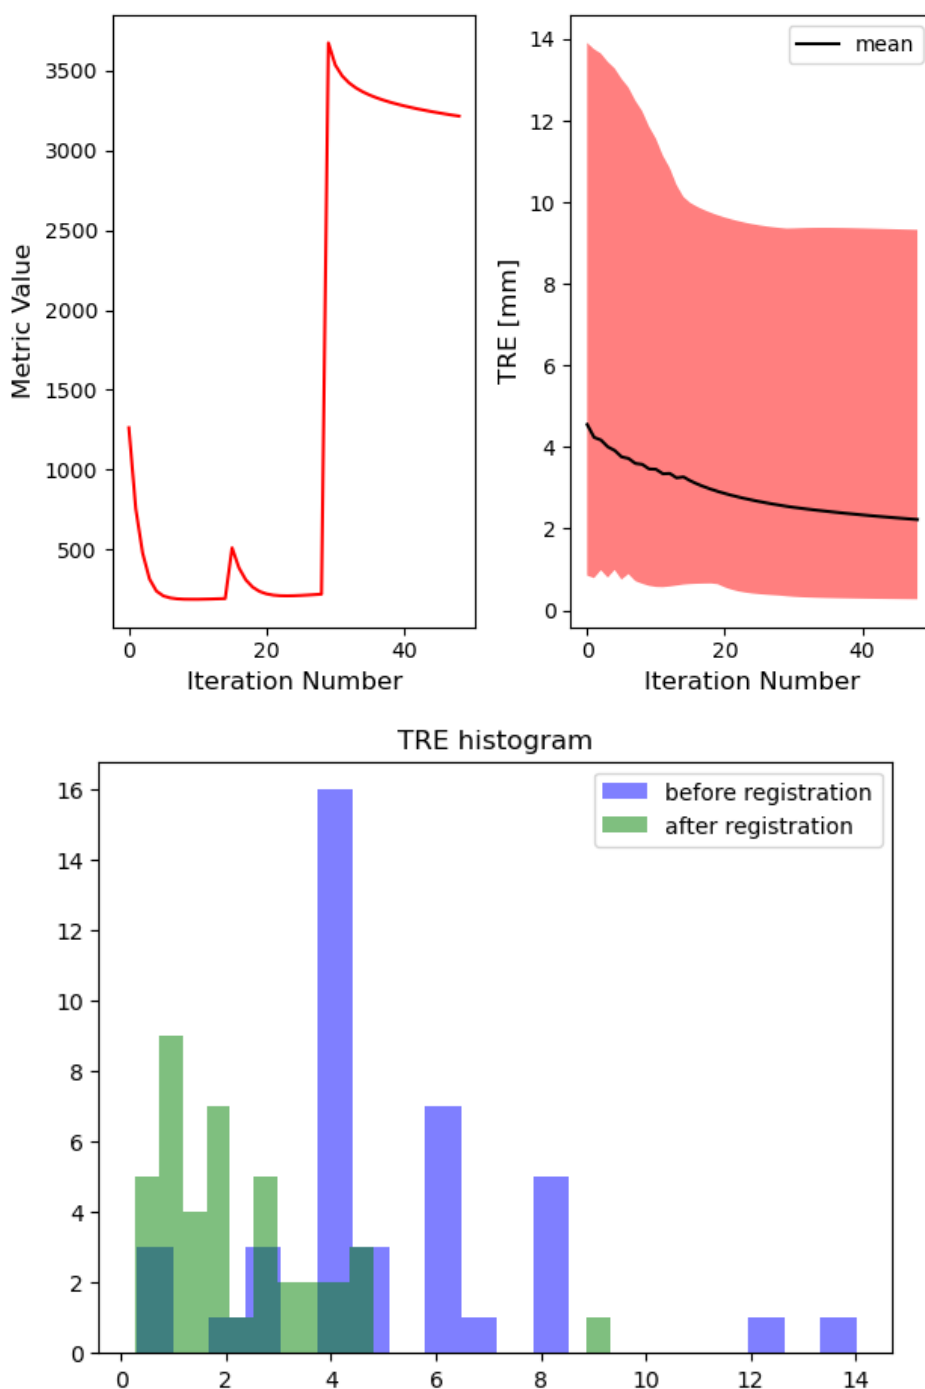 3500
3000
2500
2000
1500
1000
500
Metric Value
0 20 40
Iteration Number
mean
14
12
10
8
6
4
2
0
TRE [mm]
0 20 40
Iteration Number
TRE histogram
before registration
after registration
16
14
12
10
8
6
4
2
0
0 2 4 6 8 10 12 14